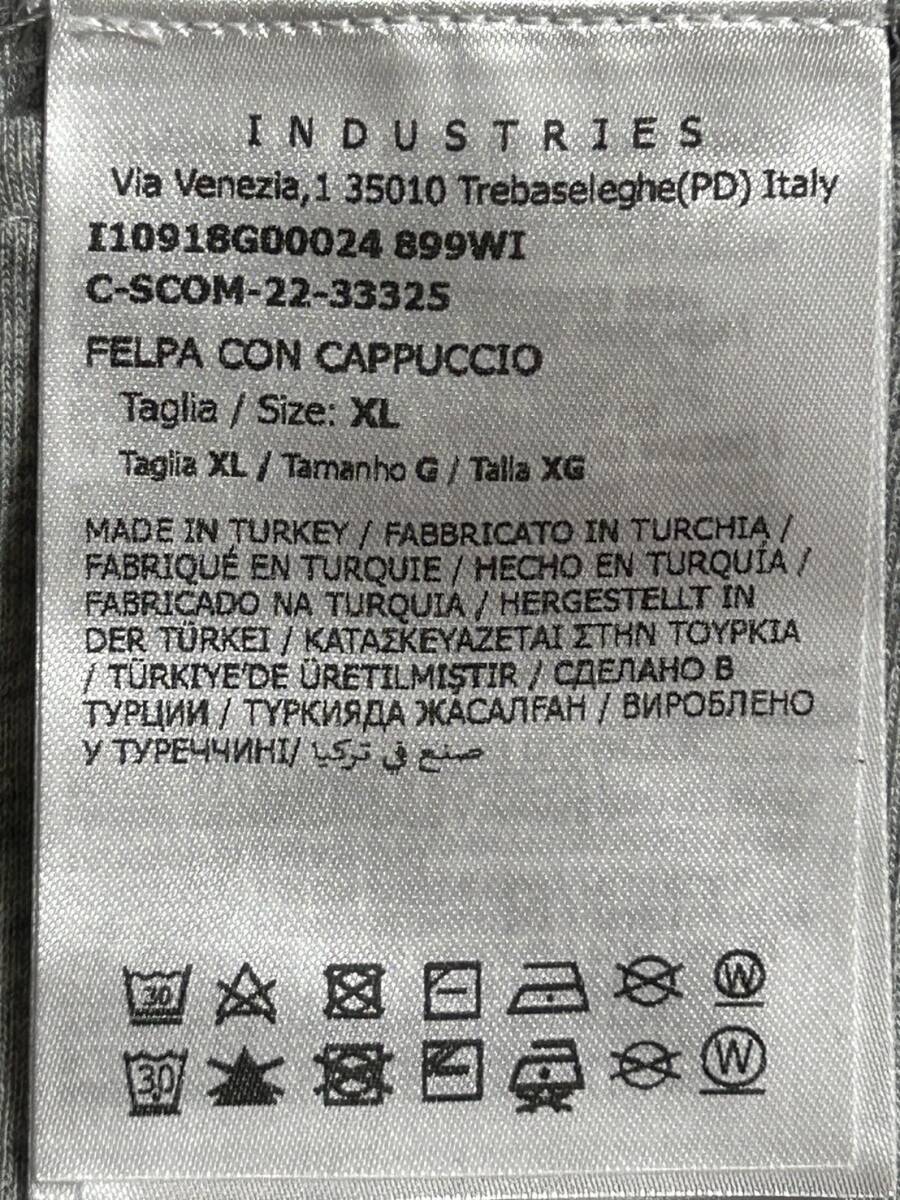 INDUSTRIES
Via Venezia,1 35010 Trebaseleghe(PD) Italy
I10918G00024 899WI
C-SCOM-22-33325
FELPA CON CAPPUCCIO
Taglia / Size: XL
Taglia XL / Tamanho G / Talla XG
MADE IN TURKEY / FABBRICATO IN TURCHIA /
FABRIQUÉ EN TURQUIE / HECHO EN TURQUÍA /
FABRICADO NA TURQUIA / HERGESTELLT IN
DER TÜRKEI / ΚΑΤΑΣΚΕΥΑΖΕΤΑΙ ΣΤΗΝ ΤΟΥΡΚΙΑ
/ TÜRKIYE'DE ÜRETILMIŞTIR / СДЕЛАНО В
ТУРЦИИ / ТҮРКИЯДА ЖАСАЛҒАН / ВИРОБЛЕНО
У ТУРЕЧЧИНІ/ صنع في تركيا
30 W
30 W